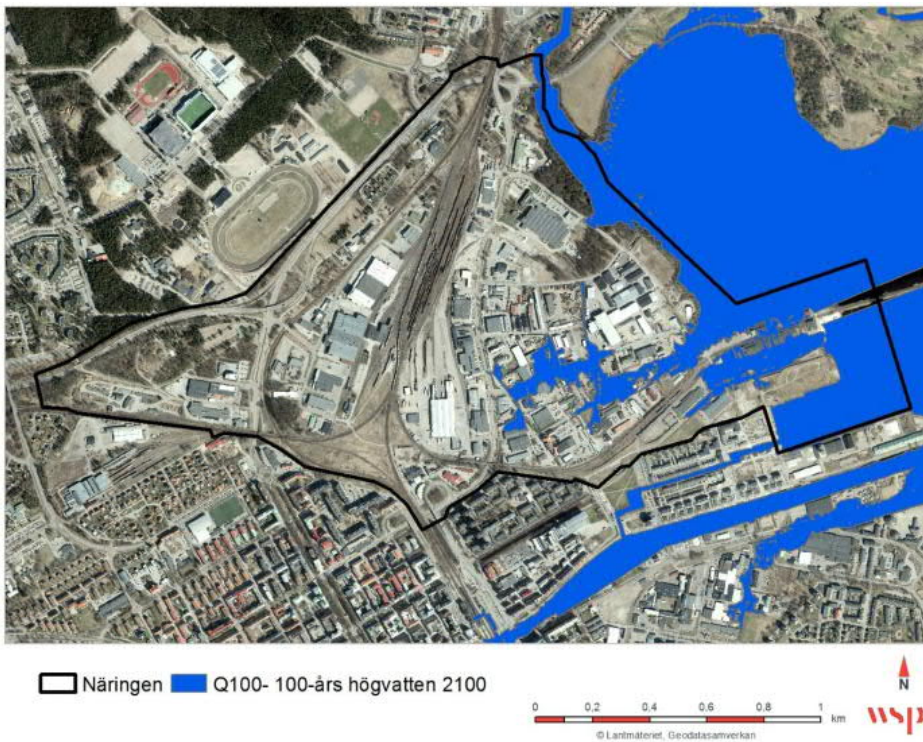 Näringen
Q100- 100-års högvatten 2100
N
0 0,2 0,4 0,6 0,8 1
km
wsp
© Lantmäteriet, Geodatasamverkan